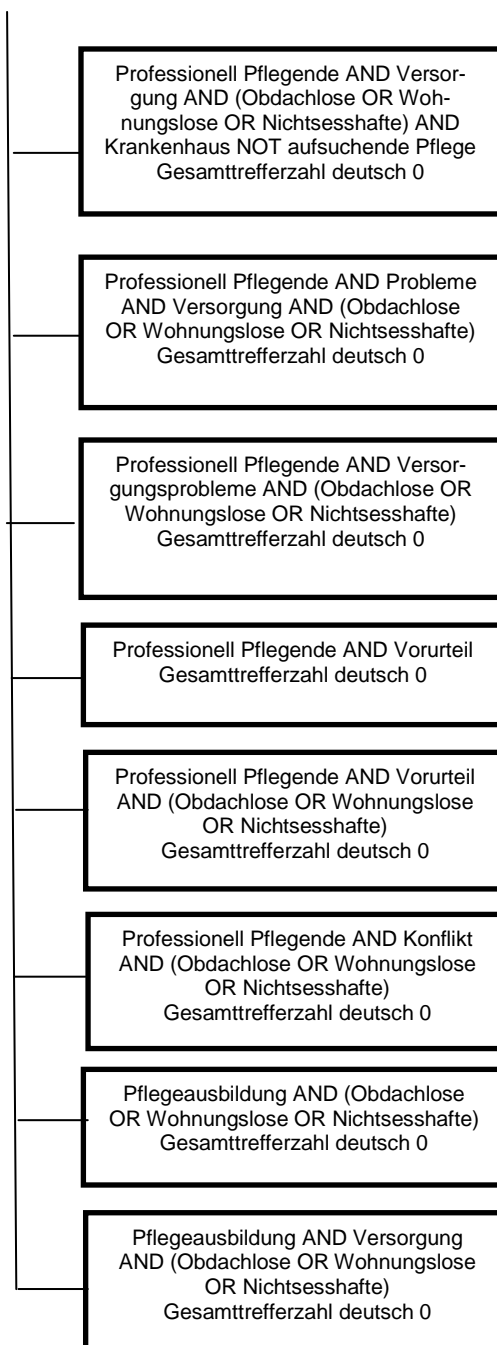 Professionell Pflegende AND Versor-
gung AND (Obdachlose OR Woh-
nungslose OR Nichtsesshafte) AND
Krankenhaus NOT aufsuchende Pflege
Gesamttrefferzahl deutsch 0
Professionell Pflegende AND Probleme
AND Versorgung AND (Obdachlose
OR Wohnungslose OR Nichtsesshafte)
Gesamttrefferzahl deutsch 0
Professionell Pflegende AND Versor-
gungsprobleme AND (Obdachlose OR
Wohnungslose OR Nichtsesshafte)
Gesamttrefferzahl deutsch 0
Professionell Pflegende AND Vorurteil
Gesamttrefferzahl deutsch 0
Professionell Pflegende AND Vorurteil
AND (Obdachlose OR Wohnungslose
OR Nichtsesshafte)
Gesamttrefferzahl deutsch 0
Professionell Pflegende AND Konflikt
AND (Obdachlose OR Wohnungslose
OR Nichtsesshafte)
Gesamttrefferzahl deutsch 0
Pflegeausbildung AND (Obdachlose
OR Wohnungslose OR Nichtsesshafte)
Gesamttrefferzahl deutsch 0
Pflegeausbildung AND Versorgung
AND (Obdachlose OR Wohnungslose
OR Nichtsesshafte)
Gesamttrefferzahl deutsch 0